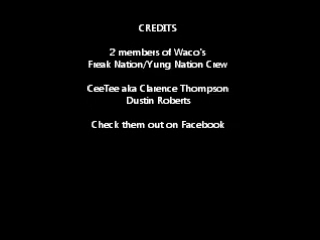 CREDITS
2 members of Waco's
Freak Nation/Yung Nation Crew
CeeTee aka Clarence Thompson
Dustin Roberts
Check them out on Facebook